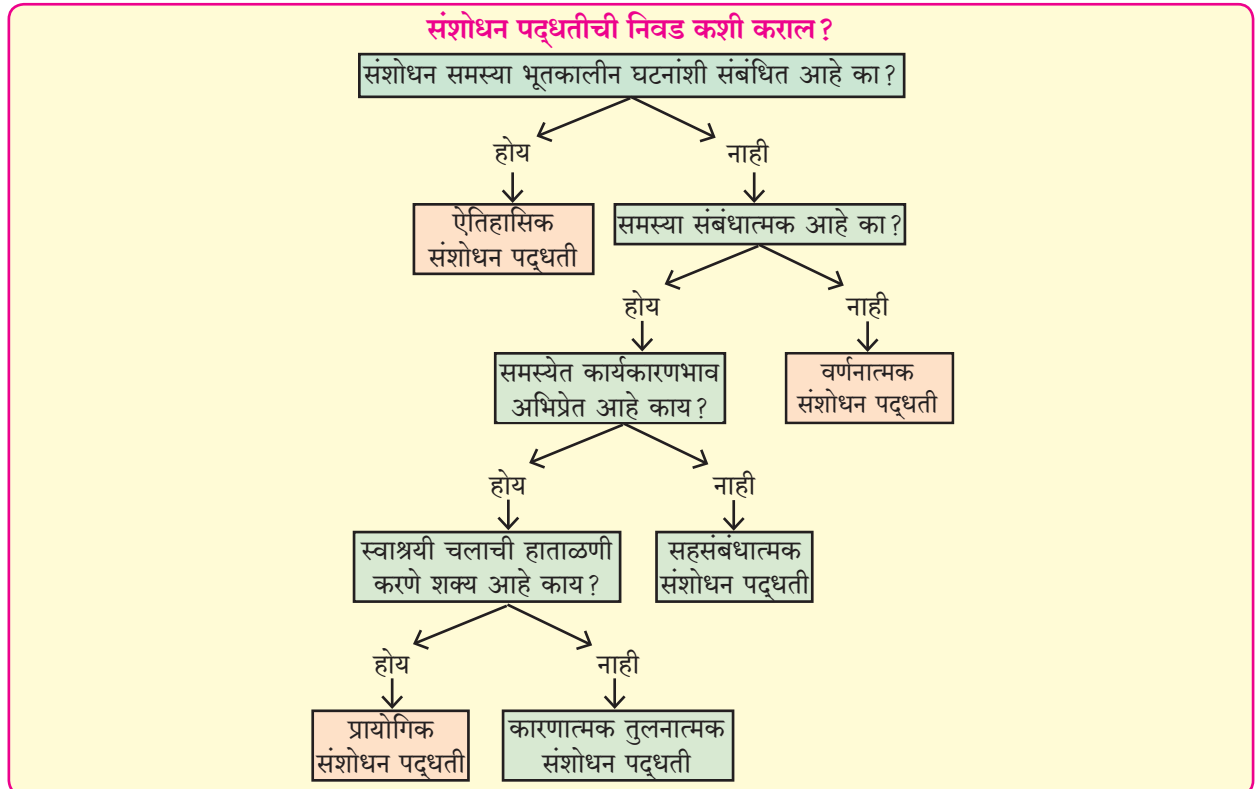 संशोधन पद्धतीची निवड कशी कराल?
संशोधन समस्या भूतकालीन घटनांशी संबंधित आहे का?
होय
नाही
ऐतिहासिक
संशोधन पद्धती
समस्या संबंधात्मक आहे का?
होय
नाही
समस्येत कार्यकारणभाव
अभिप्रेत आहे काय?
वर्णनात्मक
संशोधन पद्धती
होय
नाही
स्वाश्रयी चलाची हाताळणी
करणे शक्य आहे काय?
सहसंबंधात्मक
संशोधन पद्धती
होय
नाही
प्रायोगिक
संशोधन पद्धती
कारणात्मक तुलनात्मक
संशोधन पद्धती